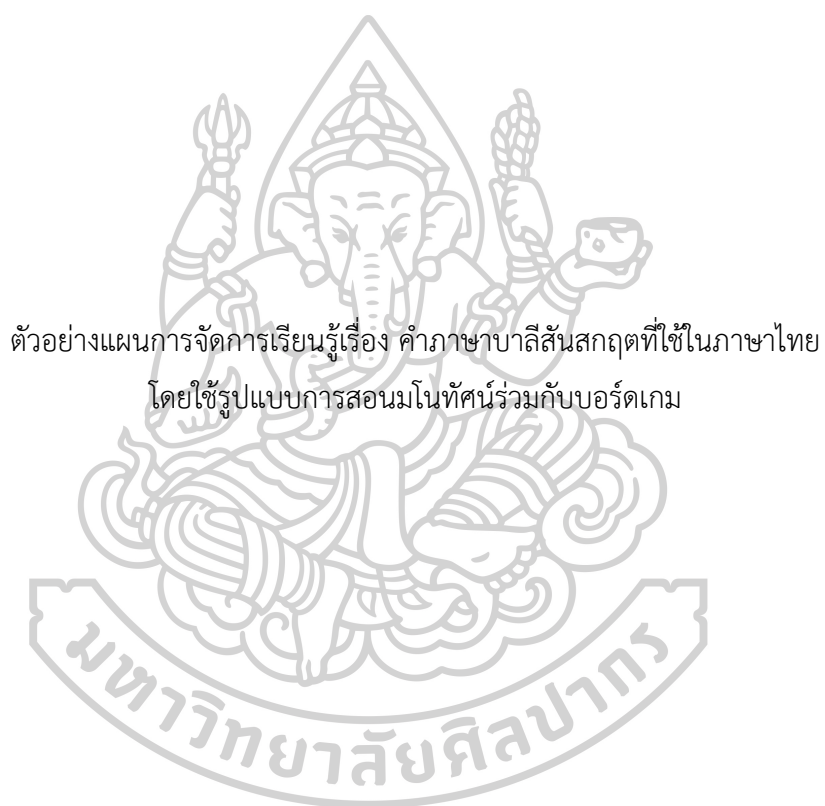 ตัวอย่างแผนการจัดการเรียนรู้เรื่อง คำภาษาบาลีสันสกฤตที่ใช้ในภาษาไทย
โดยใช้รูปแบบการสอนมโนทัศน์ร่วมกับบอร์ดเกม
มหาวิทยาลัยศิลปากร